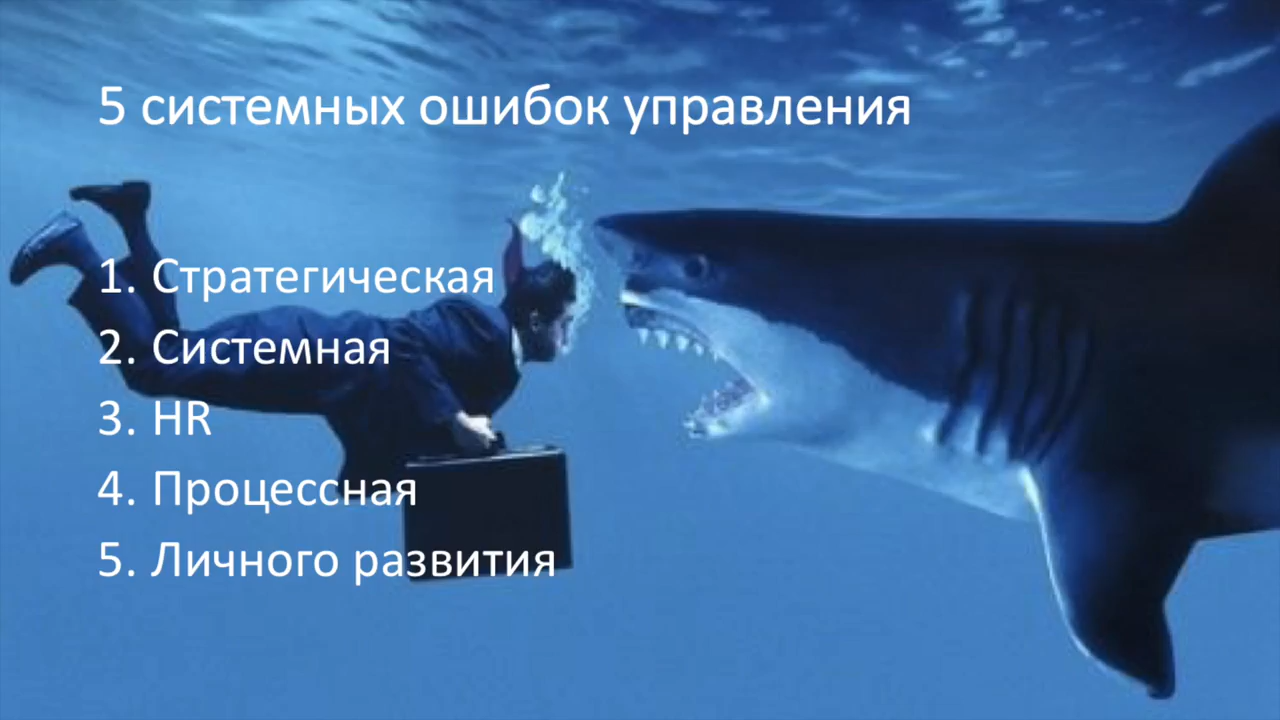 5 системных ошибок управления
1. Стратегическая
2. Системная
3. HR
4. Процессная
5. Личного развития